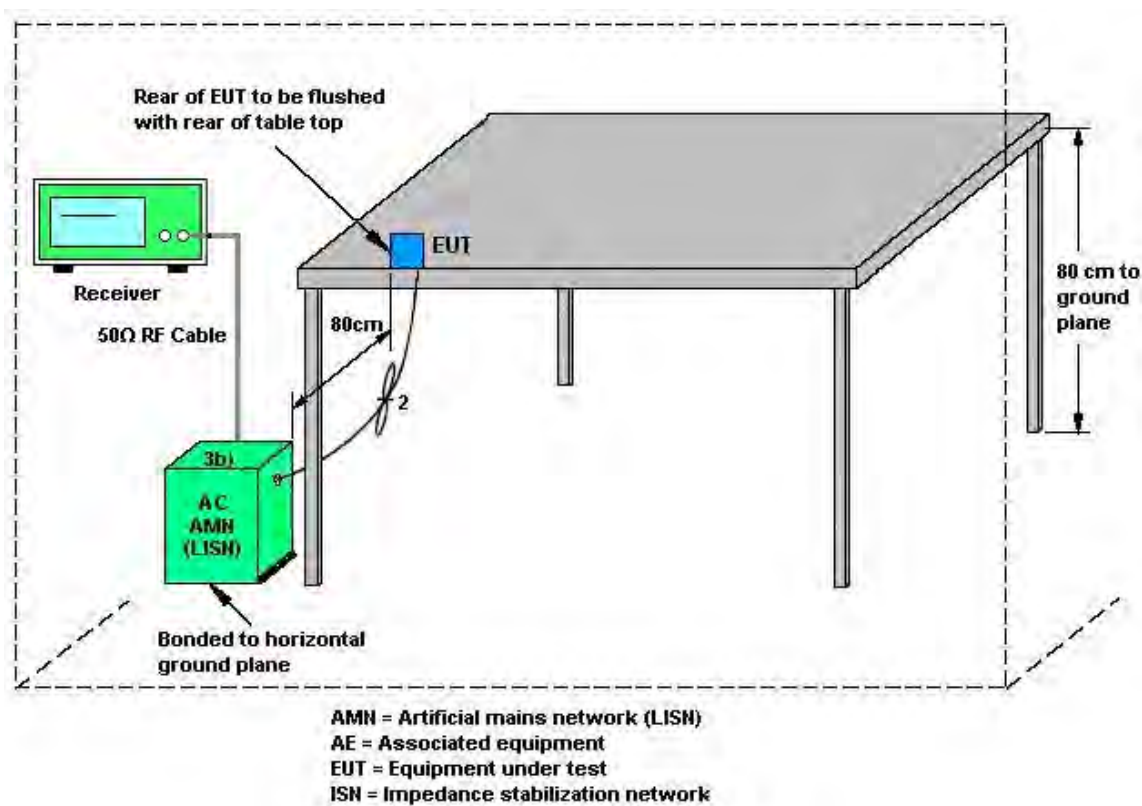 Rear of EUT to be flushed
with rear of table top
EUT
Receiver
50Ω RF Cable
80cm
80 cm to
ground
plane
2
3b)
AC
AMN
(LISN)
Bonded to horizontal
ground plane
AMN = Artificial mains network (LISN)
AE = Associated equipment
EUT = Equipment under test
ISN = Impedance stabilization network